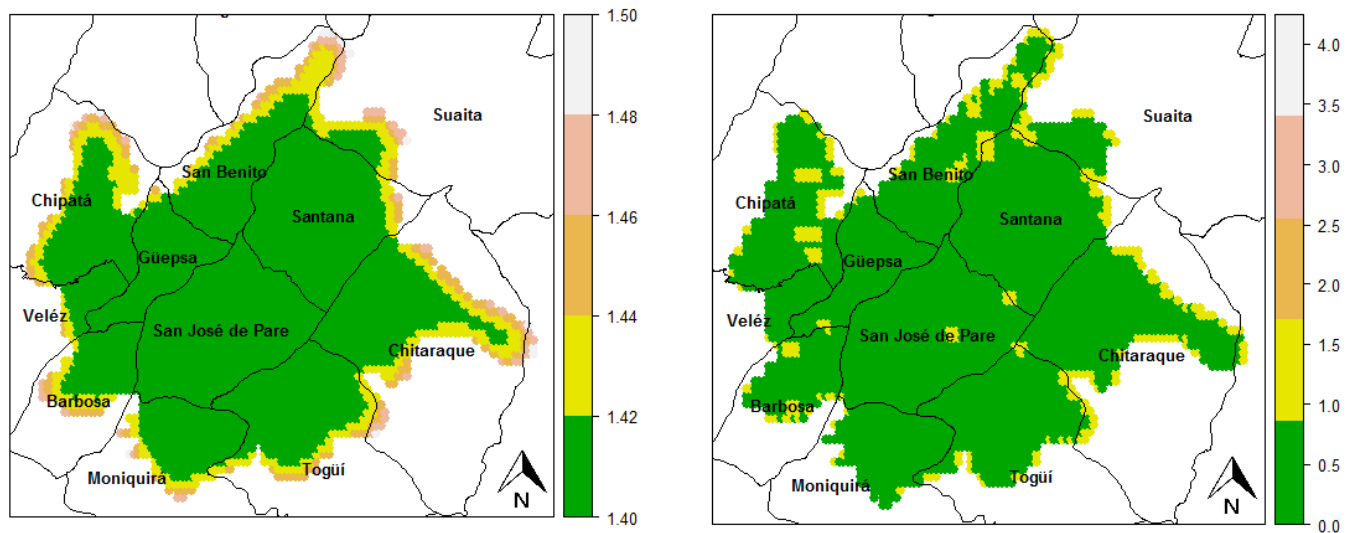 Suaita
San Benito
Chipatá
Santana
Güepsa
Veléz
San José de Pare
Chitaraque
Barbosa
Togüí
Moniquirá
N
1.50
1.48
1.46
1.44
1.42
1.40
Suaita
San Benito
Chipatá
Santana
Güepsa
Veléz
San José de Pare
Chitaraque
Barbosa
Togüí
Moniquirá
N
4.0
3.5
3.0
2.5
2.0
1.5
1.0
0.5
0.0